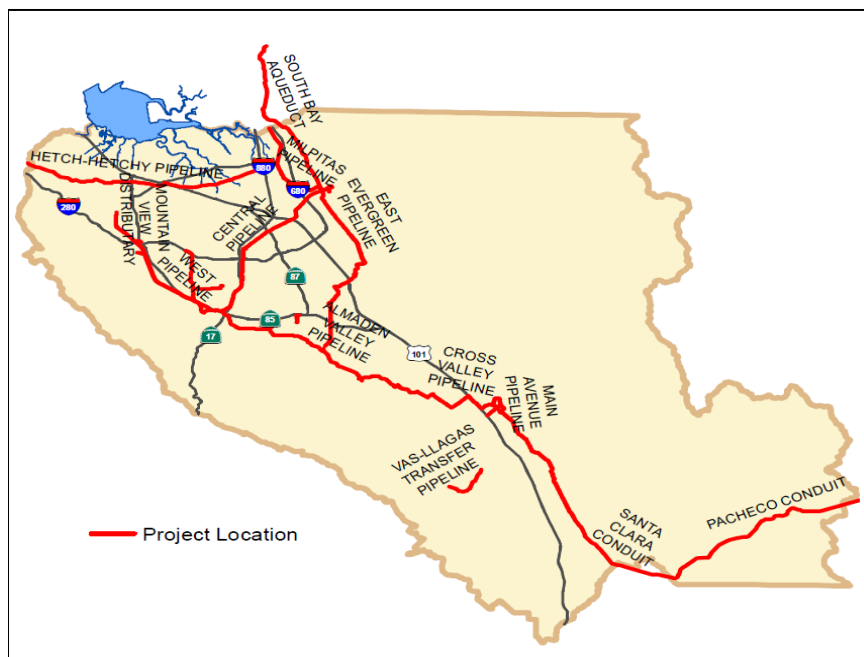 SOUTH BAY
AQUEDUCT
HETCH-HETCHY PIPELINE
880
MILPITAS
PIPELINE
680
280
MOUNTAIN
VIEW
DISTRIBUTARY
WEST
PIPELINE
CENTRAL
PIPELINE
EAST
EVERGREEN
PIPELINE
87
85
17
ALMADEN
VALLEY
PIPELINE
101
CROSS
VALLEY
PIPELINE
MAIN
AVENUE
PIPELINE
VAS-LLAGAS
TRANSFER
PIPELINE
SANTA
CLARA
CONDUIT
PACHECO CONDUIT
Project Location